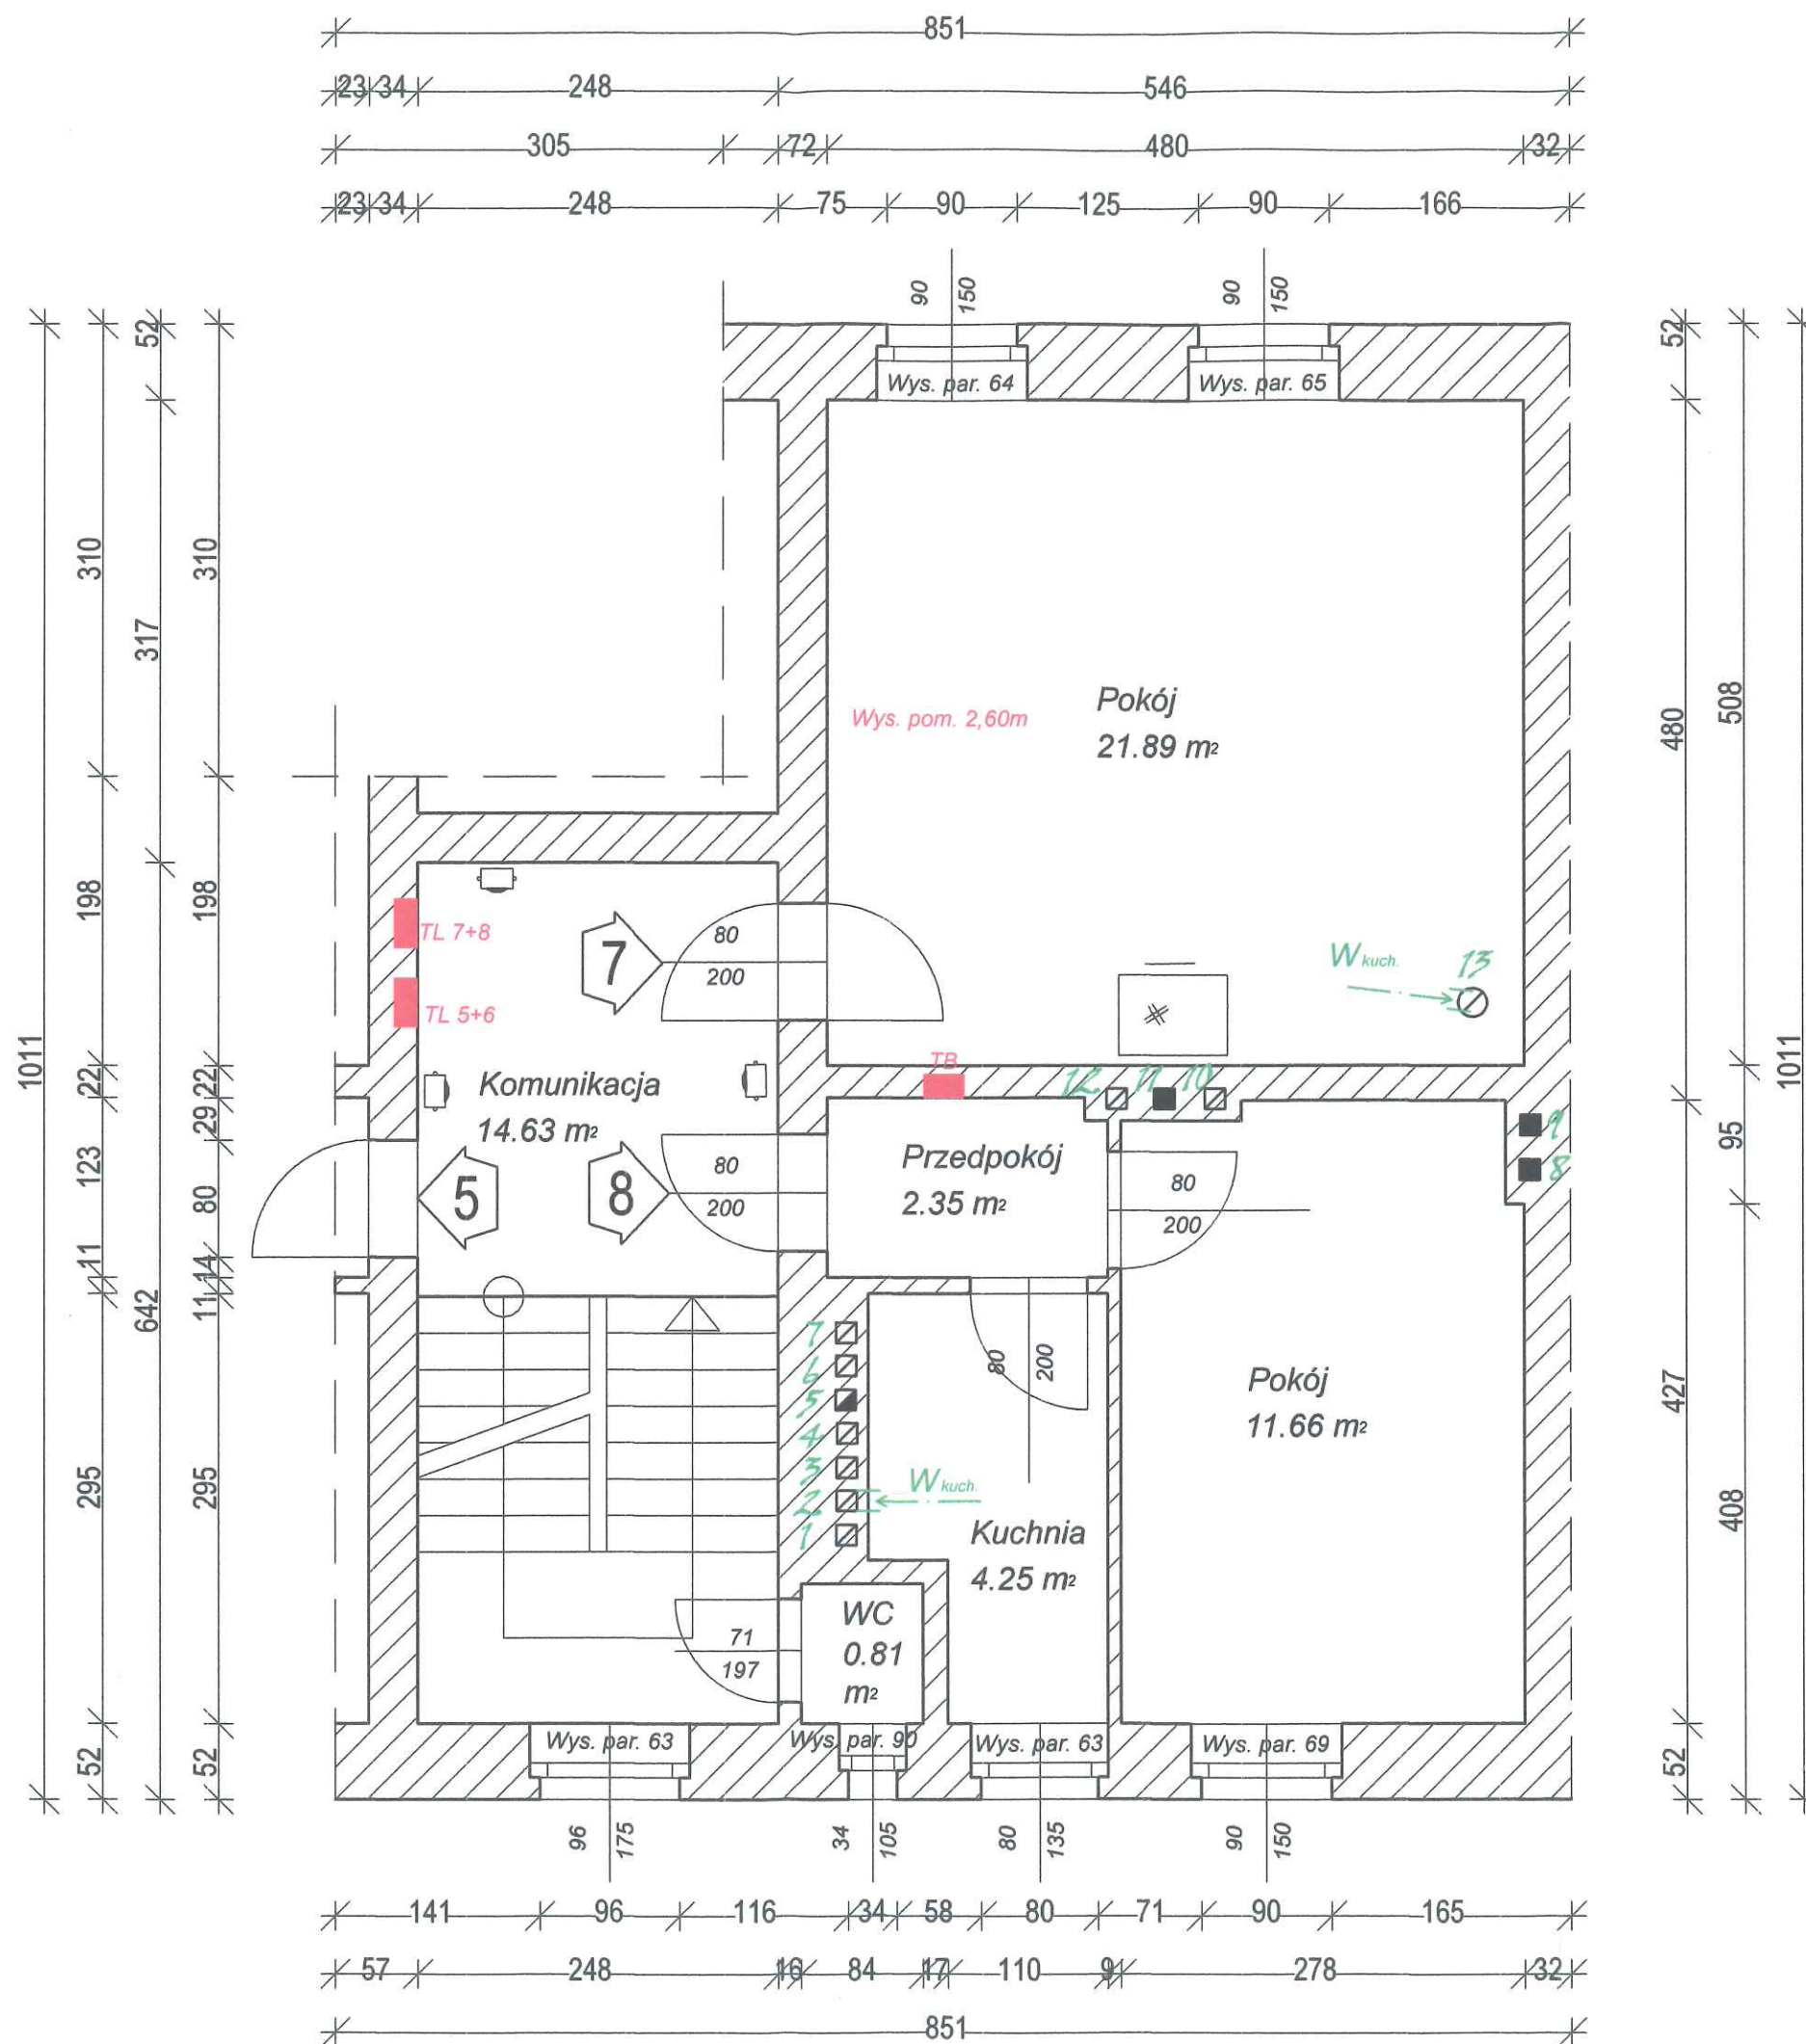 851
23 34 248 546
305 72 480 32
23 34 248 75 90 125 90 166
90 150 90 150
52
52
Wys. par. 64 Wys. par. 65
310 310
317
480
508
Pokój
21.89 m²
Wys. pom. 2,60m
198 198
TL 7+8
TL 5+6
7
80
200
W kuch. 13
1011
1011
22 22
TB
12 11 10
Komunikacja
14.63 m²
29
123
80
11 14
11
642
5
8
80
200
Przedpokój
2.35 m²
80
200
9
8
95
7
6
5
4
3
2
1
80 200
W kuch.
Kuchnia
4.25 m²
Pokój
11.66 m²
427
408
295 295
WC
0.81
m²
71
197
52 52
52
Wys. par. 63 Wys. par. 90 Wys. par. 63 Wys. par. 69
96 175 34 105 80 135 90 150
141 96 116 34 58 80 71 90 165
57 248 16 84 17 110 9 278 32
851